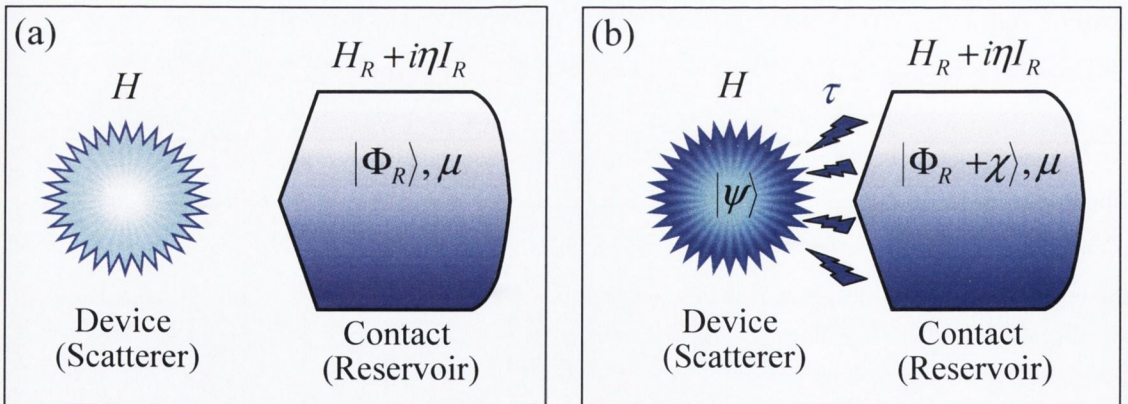 (a)
H
H_R + iηI_R
|Φ_R⟩, μ
Device
(Scatterer)
Contact
(Reservoir)
(b)
H
τ
H_R + iηI_R
|ψ⟩
|Φ_R + χ⟩, μ
Device
(Scatterer)
Contact
(Reservoir)